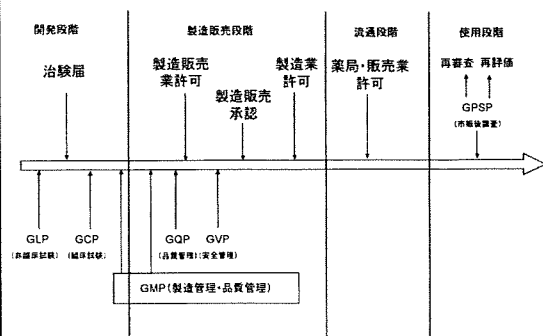 開発段階
製造販売段階
流通段階
使用段階
治験届
製造販売
業許可
製造販売
承認
製造業
許可
薬局・販売業
許可
再審査 再評価
GPSP
(市販後調査)
GLP
(非臨床試験)
GCP
(臨床試験)
GQP
(品質管理)
GVP
(安全管理)
GMP(製造管理・品質管理)